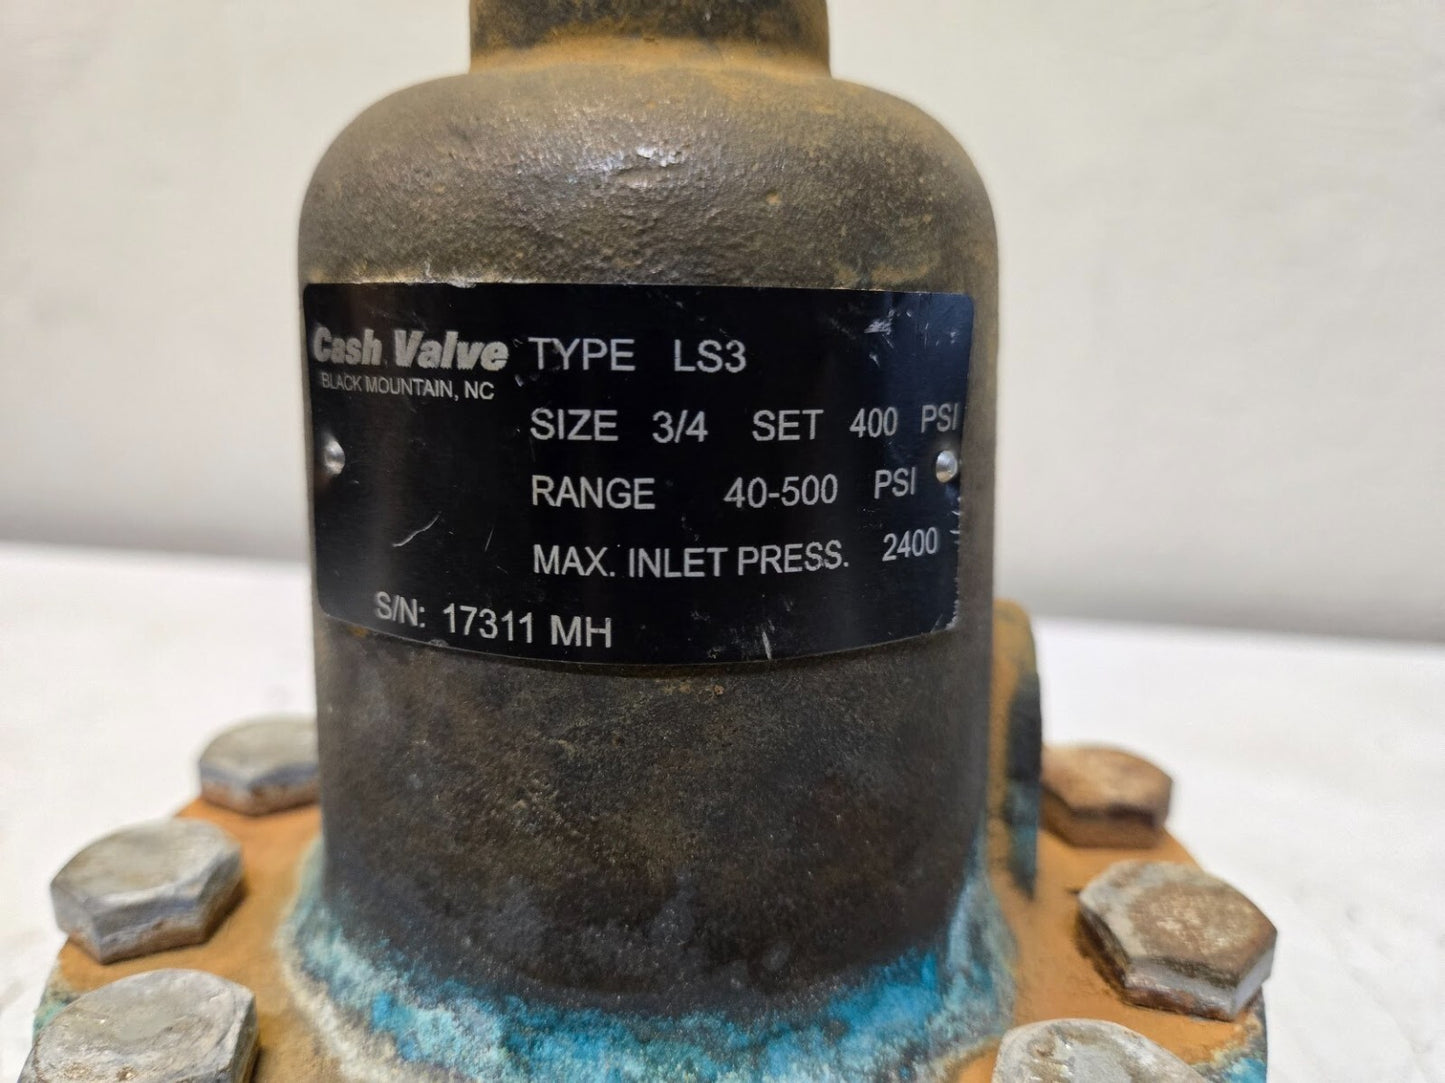 Cash Valve TYPE LS3
BLACK MOUNTAIN, NC
SIZE 3/4 SET 400 PSI
RANGE 40-500 PSI
MAX. INLET PRESS. 2400
S/N: 17311 MH